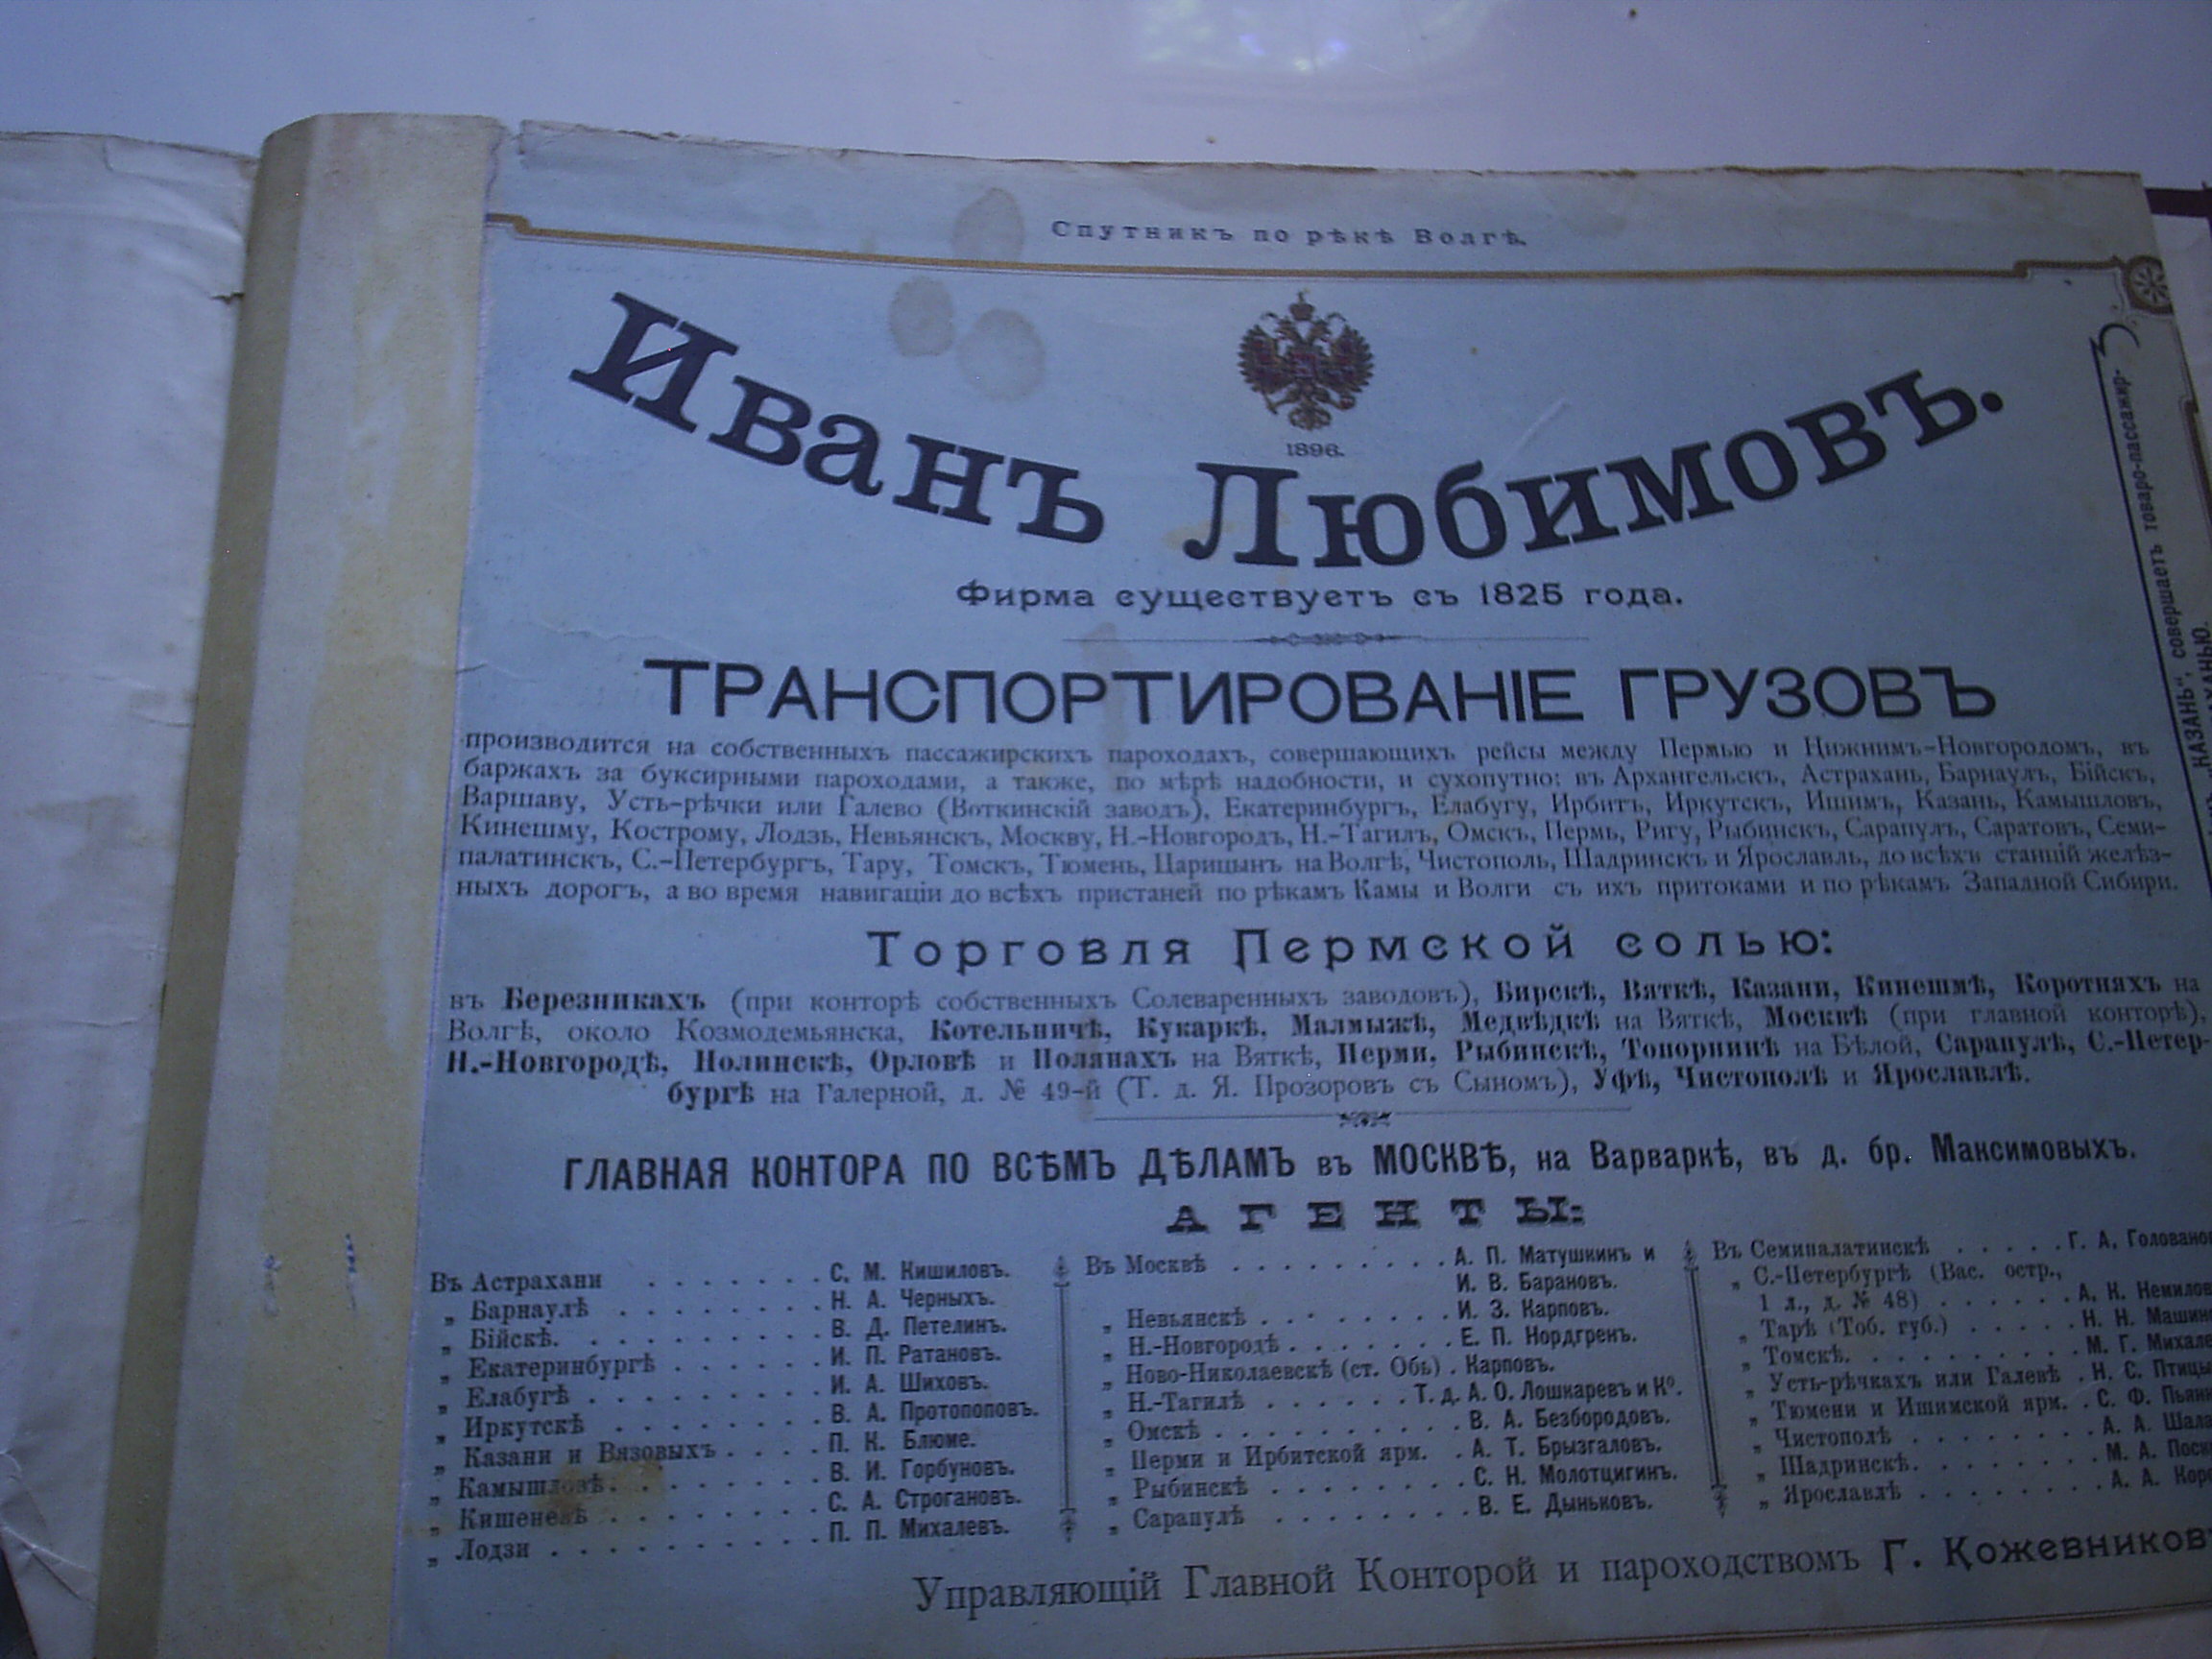 Спутникъ по рѣкѣ Волгѣ.
Иванъ Любимовъ.
1896.
Фирма существуетъ съ 1825 года.
ТРАНСПОРТИРОВАНІЕ ГРУЗОВЪ
производится на собственныхъ пассажирскихъ пароходахъ, совершающихъ рейсы между Пермью и Нижнимъ-Новгородомъ, въ
баржахъ за буксирными пароходами, а также, по мѣрѣ надобности, и сухопутно: въ Архангельскъ, Астрахань, Барнаулъ, Бійскъ,
Варшаву, Усть-рѣчки или Галево (Воткинскій заводъ), Екатеринбургъ, Елабугу, Ирбитъ, Иркутскъ, Ишимъ, Казань, Камышловъ,
Кинешму, Кострому, Лодзь, Невьянскъ, Москву, Н.-Новгородъ, Н.-Тагилъ, Омскъ, Пермь, Ригу, Рыбинскъ, Сарапулъ, Саратовъ, Семи-
палатинскъ, С.-Петербургъ, Тару, Томскъ, Тюмень, Царицынъ на Волгѣ, Чистополь, Шадринскъ и Ярославль, до всѣхъ станцій желѣз-
ныхъ дорогъ, а во время навигаціи до всѣхъ пристаней по рѣкамъ Камы и Волги съ ихъ притоками и по рѣкамъ Западной Сибири.
Торговля Пермской солью:
въ Березникахъ (при конторѣ собственныхъ Солеваренныхъ заводовъ), Бирскѣ, Вяткѣ, Казани, Кинешмѣ, Коротняхъ на
Волгѣ, около Козмодемьянска, Котельничѣ, Кукаркѣ, Малмыжѣ, Медвѣдкѣ на Вяткѣ, Москвѣ (при главной конторѣ),
Н.-Новгородѣ, Нолинскѣ, Орловѣ и Полянахъ на Вяткѣ, Перми, Рыбинскѣ, Топорнинѣ на Бѣлой, Сарапулѣ, С.-Петер-
бургѣ на Галерной, д. № 49-й (Т. д. Я. Прозоровъ съ Сыномъ), Уфѣ, Чистополѣ и Ярославлѣ.
ГЛАВНАЯ КОНТОРА ПО ВСѢМЪ ДѢЛАМЪ въ МОСКВѢ, на Варваркѣ, въ д. бр. Максимовыхъ.
АГЕНТЫ:
Въ Астрахани . . . . . . . С. М. Кишиловъ.
„ Барнаулѣ . . . . . . . . Н. А. Черныхъ.
„ Бійскѣ. . . . . . . . . . В. Д. Петелинъ.
„ Екатеринбургѣ . . . . . . И. П. Ратановъ.
„ Елабугѣ . . . . . . . . . И. А. Шиховъ.
„ Иркутскѣ . . . . . . . . В. А. Протопоповъ.
„ Казани и Вязовыхъ . . . . П. К. Блюме.
„ Камышловѣ. . . . . . . . В. И. Горбуновъ.
„ Кишеневѣ . . . . . . . . С. А. Строгановъ.
„ Лодзи . . . . . . . . . . П. П. Михалевъ.
Въ Москвѣ . . . . . . . . . А. П. Матушкинъ и
И. В. Барановъ.
„ Невьянскѣ . . . . . . . . И. З. Карповъ.
„ Н.-Новгородѣ . . . . . . . Е. П. Нордгренъ.
„ Ново-Николаевскѣ (ст. Обь) . Карповъ.
„ Н.-Тагилѣ . . . . . . Т. д. А. О. Лошкаревъ и Кº.
„ Омскѣ . . . . . . . . . . В. А. Безбородовъ.
„ Перми и Ирбитской ярм. . А. Т. Брызгаловъ.
„ Рыбинскѣ . . . . . . . . С. Н. Молотцигинъ.
„ Сарапулѣ . . . . . . . . В. Е. Дыньковъ.
Въ Семипалатинскѣ . . . . . Г. А. Голованов
„ С.-Петербургѣ (Вас. остр.,
1 л., д. № 48) . . . . . . А. К. Немилов
„ Тарѣ (Тоб. губ.) . . . . . Н. Н. Машин
„ Томскѣ. . . . . . . . . . М. Г. Михале
„ Усть-рѣчкахъ или Галевѣ . Н. С. Птицы
„ Тюмени и Ишимской ярм. . С. Ф. Пьянк
„ Чистополѣ . . . . . . . . А. А. Шала
„ Шадринскѣ. . . . . . . . М. А. Поск
„ Ярославлѣ . . . . . . . . А. А. Коро
Управляющій Главной Конторой и пароходствомъ Г. Кожевниковъ
КАЗАНЬ“, совершаетъ товаро-пассажир-